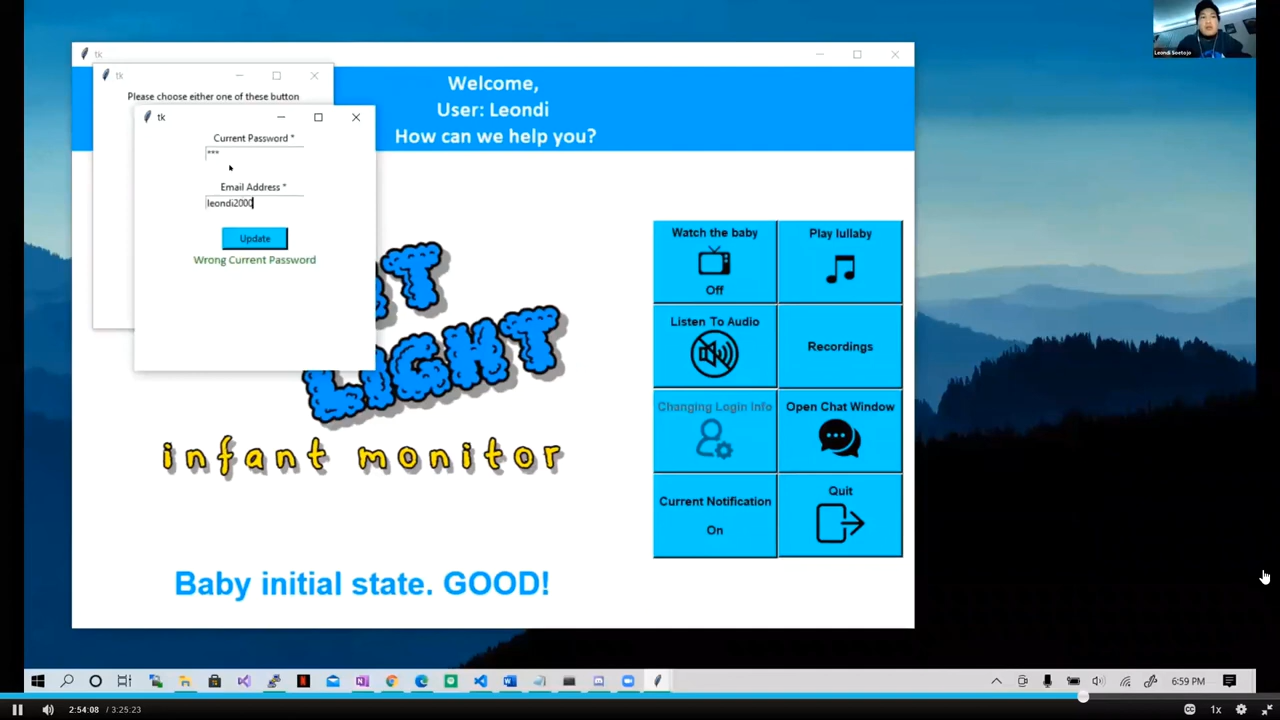 Leondi Soetojo
tk
tk
Please choose either one of these button
tk
Current Password *
***
Email Address *
leondi2000
Update
Wrong Current Password
Welcome,
User: Leondi
How can we help you?
LIGHT
infant monitor
Baby initial state. GOOD!
Watch the baby
Off
Play lullaby
Listen To Audio
Recordings
Changing Login Info
Open Chat Window
Current Notification
On
Quit
6:59 PM
2:54:08 / 3:25:23
CC
1x